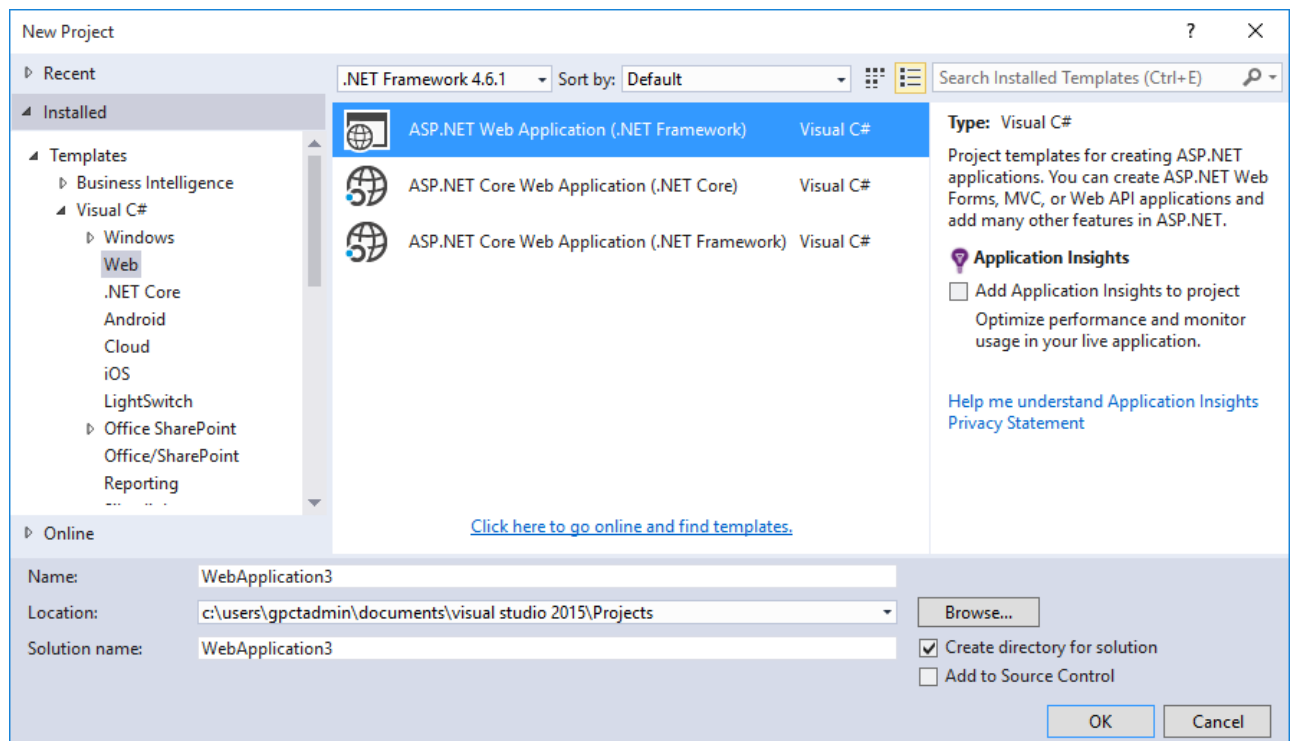 New Project
? 
Recent
.NET Framework 4.6.1 Sort by: Default
Search Installed Templates (Ctrl+E)
Installed
Templates
Business Intelligence
Visual C#
Windows
Web
.NET Core
Android
Cloud
iOS
LightSwitch
Office SharePoint
Office/SharePoint
Reporting
Online
ASP.NET Web Application (.NET Framework) Visual C#
ASP.NET Core Web Application (.NET Core) Visual C#
ASP.NET Core Web Application (.NET Framework) Visual C#
Click here to go online and find templates.
Type: Visual C#
Project templates for creating ASP.NET
applications. You can create ASP.NET Web
Forms, MVC, or Web API applications and
add many other features in ASP.NET.
Application Insights
Add Application Insights to project
Optimize performance and monitor
usage in your live application.
Help me understand Application Insights
Privacy Statement
Name: WebApplication3
Location: c:\users\gpctadmin\documents\visual studio 2015\Projects
Browse...
Solution name: WebApplication3
Create directory for solution
Add to Source Control
OK Cancel